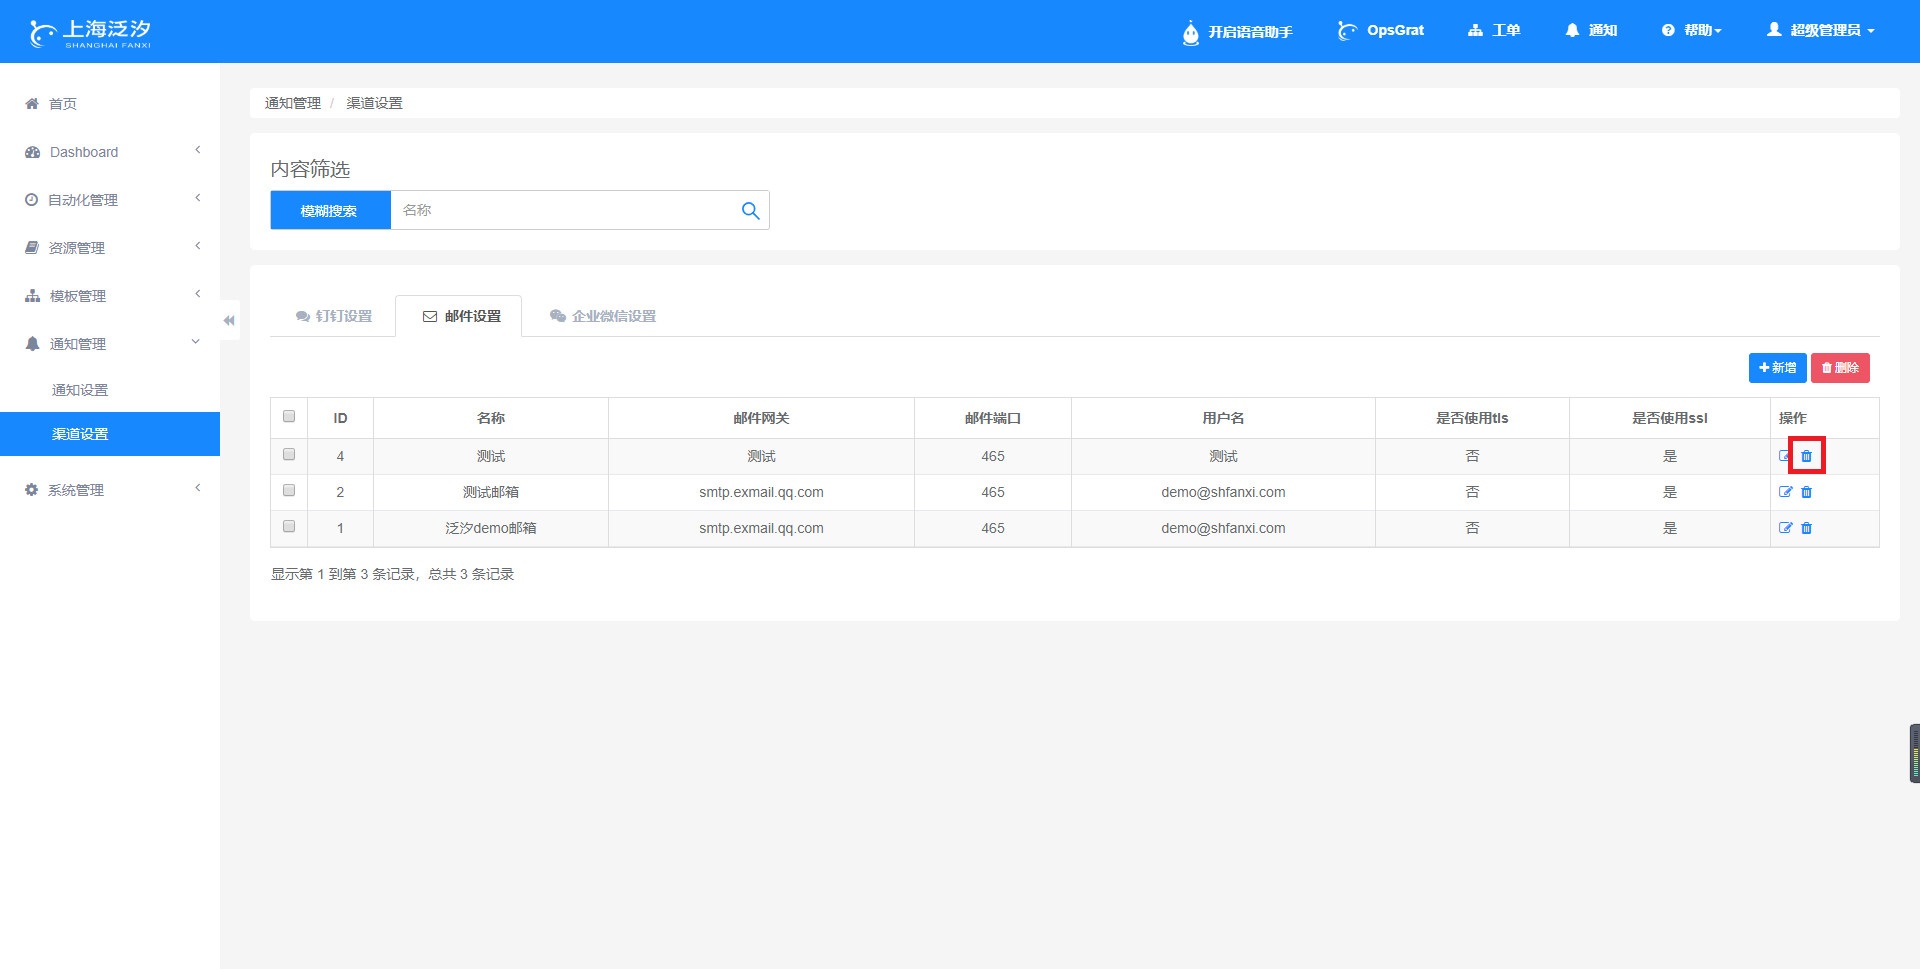 上海泛汐
SHANGHAI FANXI
开启语音助手
OpsGrat
工单
通知
帮助
超级管理员
首页
Dashboard
自动化管理
资源管理
模板管理
通知管理
通知设置
渠道设置
系统管理
通知管理 / 渠道设置
内容筛选
模糊搜索 名称
钉钉设置 邮件设置 企业微信设置
新增 删除
ID 名称 邮件网关 邮件端口 用户名 是否使用tls 是否使用ssl 操作
4 测试 测试 465 测试 否 是
2 测试邮箱 smtp.exmail.qq.com 465 demo@shfanxi.com 否 是
1 泛汐demo邮箱 smtp.exmail.qq.com 465 demo@shfanxi.com 否 是
显示第 1 到第 3 条记录，总共 3 条记录